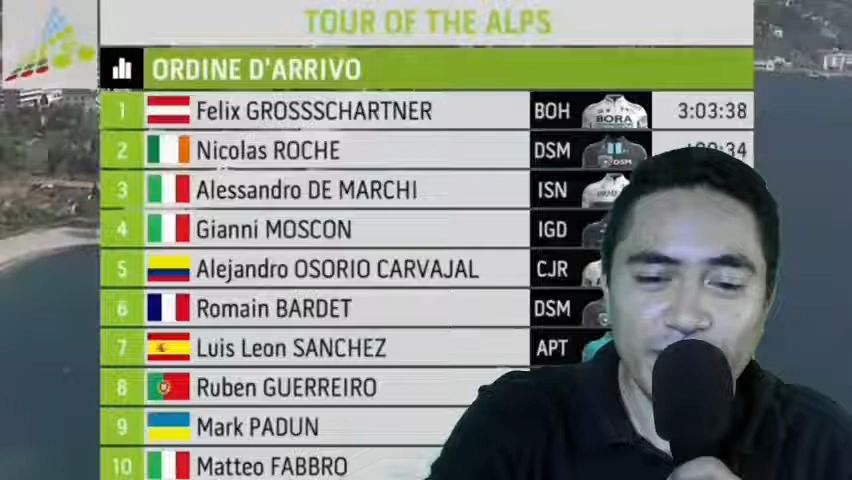 TOUR OF THE ALPS
ORDINE D'ARRIVO
1 Felix GROSSSCHARTNER BOH BORA 3:03:38
2 Nicolas ROCHE DSM DSM
3 Alessandro DE MARCHI ISN
4 Gianni MOSCON IGD
5 Alejandro OSORIO CARVAJAL CJR
6 Romain BARDET DSM
7 Luis Leon SANCHEZ APT
8 Ruben GUERREIRO
9 Mark PADUN
10 Matteo FABBRO